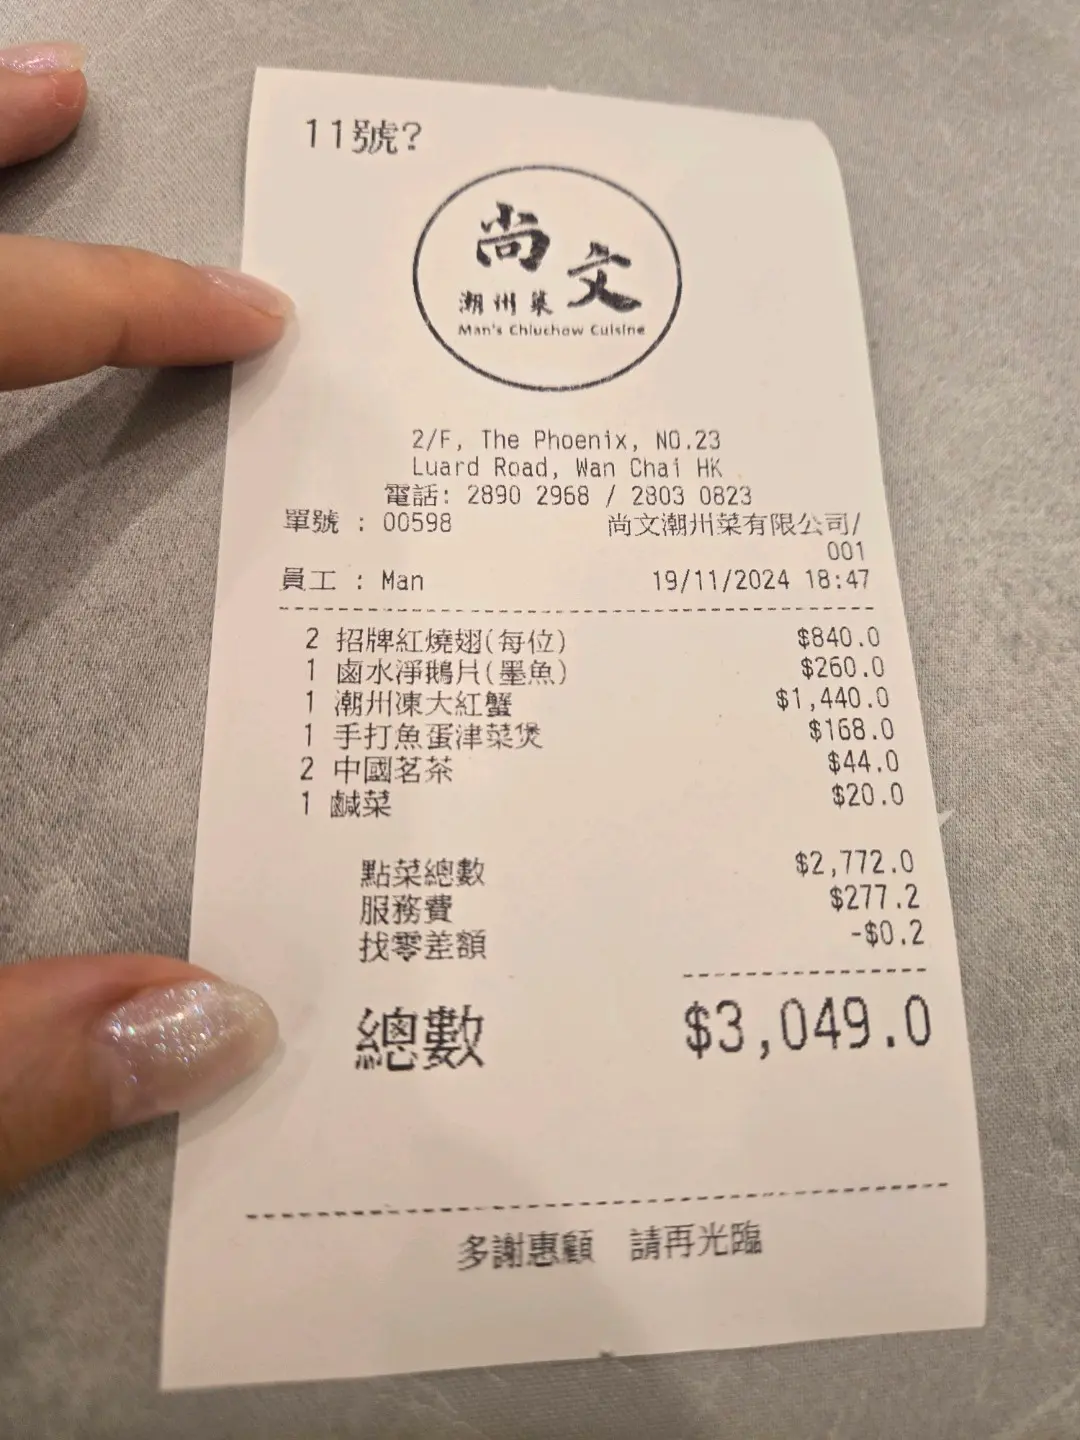 11號?
尚文
潮州菜
Man's Chiuchow Cuisine
2/F, The Phoenix, NO.23
Luard Road, Wan Chai HK
電話: 2890 2968 / 2803 0823
單號 : 00598 尚文潮州菜有限公司/
001
員工 : Man 19/11/2024 18:47
2 招牌紅燒翅(每位) $840.0
1 鹵水淨鵝片(墨魚) $260.0
1 潮州凍大紅蟹 $1,440.0
1 手打魚蛋津菜煲 $168.0
2 中國茗茶 $44.0
1 鹹菜 $20.0
點菜總數 $2,772.0
服務費 $277.2
找零差額 -$0.2
總數 $3,049.0
多謝惠顧 請再光臨